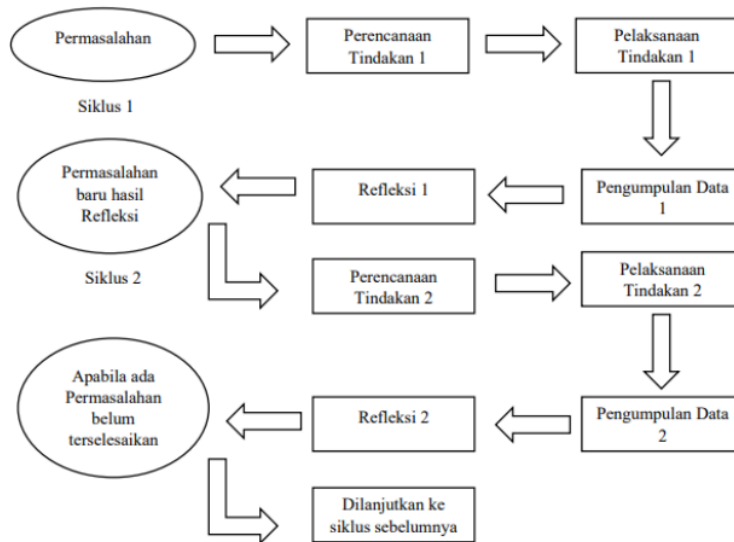 Permasalahan
Perencanaan
Tindakan 1
Pelaksanaan
Tindakan 1
Siklus 1
Permasalahan
baru hasil
Refleksi
Refleksi 1
Pengumpulan Data
1
Siklus 2
Perencanaan
Tindakan 2
Pelaksanaan
Tindakan 2
Apabila ada
Permasalahan
belum
terselesaikan
Refleksi 2
Pengumpulan Data
2
Dilanjutkan ke
siklus sebelumnya